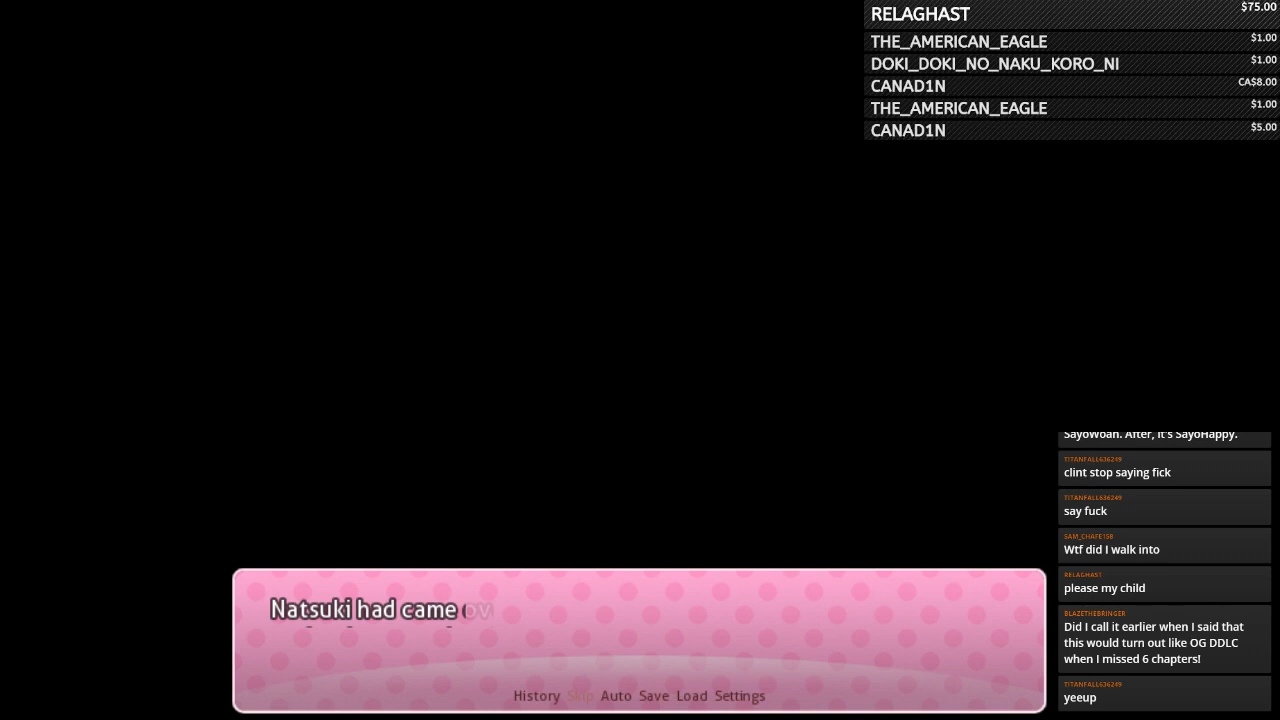 RELAGHAST $75.00
THE_AMERICAN_EAGLE $1.00
DOKI_DOKI_NO_NAKU_KORO_NI $1.00
CANAD1N CA$8.00
THE_AMERICAN_EAGLE $1.00
CANAD1N $5.00
SayoWoah. After, it's SayoHappy.
TITANFALL636249
clint stop saying fick
TITANFALL636249
say fuck
SAM_CHAFE158
Wtf did I walk into
RELAGHAST
please my child
BLAZETHEBRINGER
Did I call it earlier when I said that
this would turn out like OG DDLC
when I missed 6 chapters!
TITANFALL636249
yeeup
Natsuki had came ov
History Skip Auto Save Load Settings